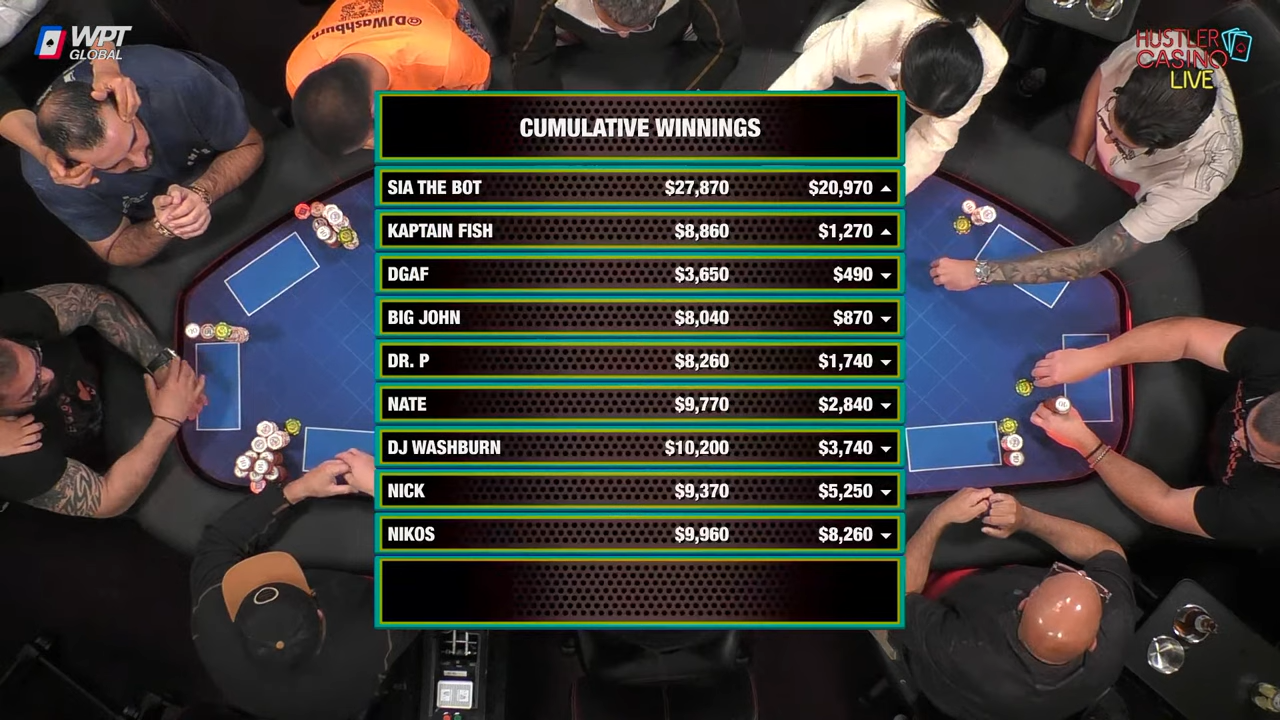 WPT
GLOBAL
@DJWashburn
HUSTLER
CASINO
LIVE
CUMULATIVE WINNINGS
SIA THE BOT $27,870 $20,970
KAPTAIN FISH $8,860 $1,270
DGAF $3,650 $490
BIG JOHN $8,040 $870
DR. P $8,260 $1,740
NATE $9,770 $2,840
DJ WASHBURN $10,200 $3,740
NICK $9,370 $5,250
NIKOS $9,960 $8,260